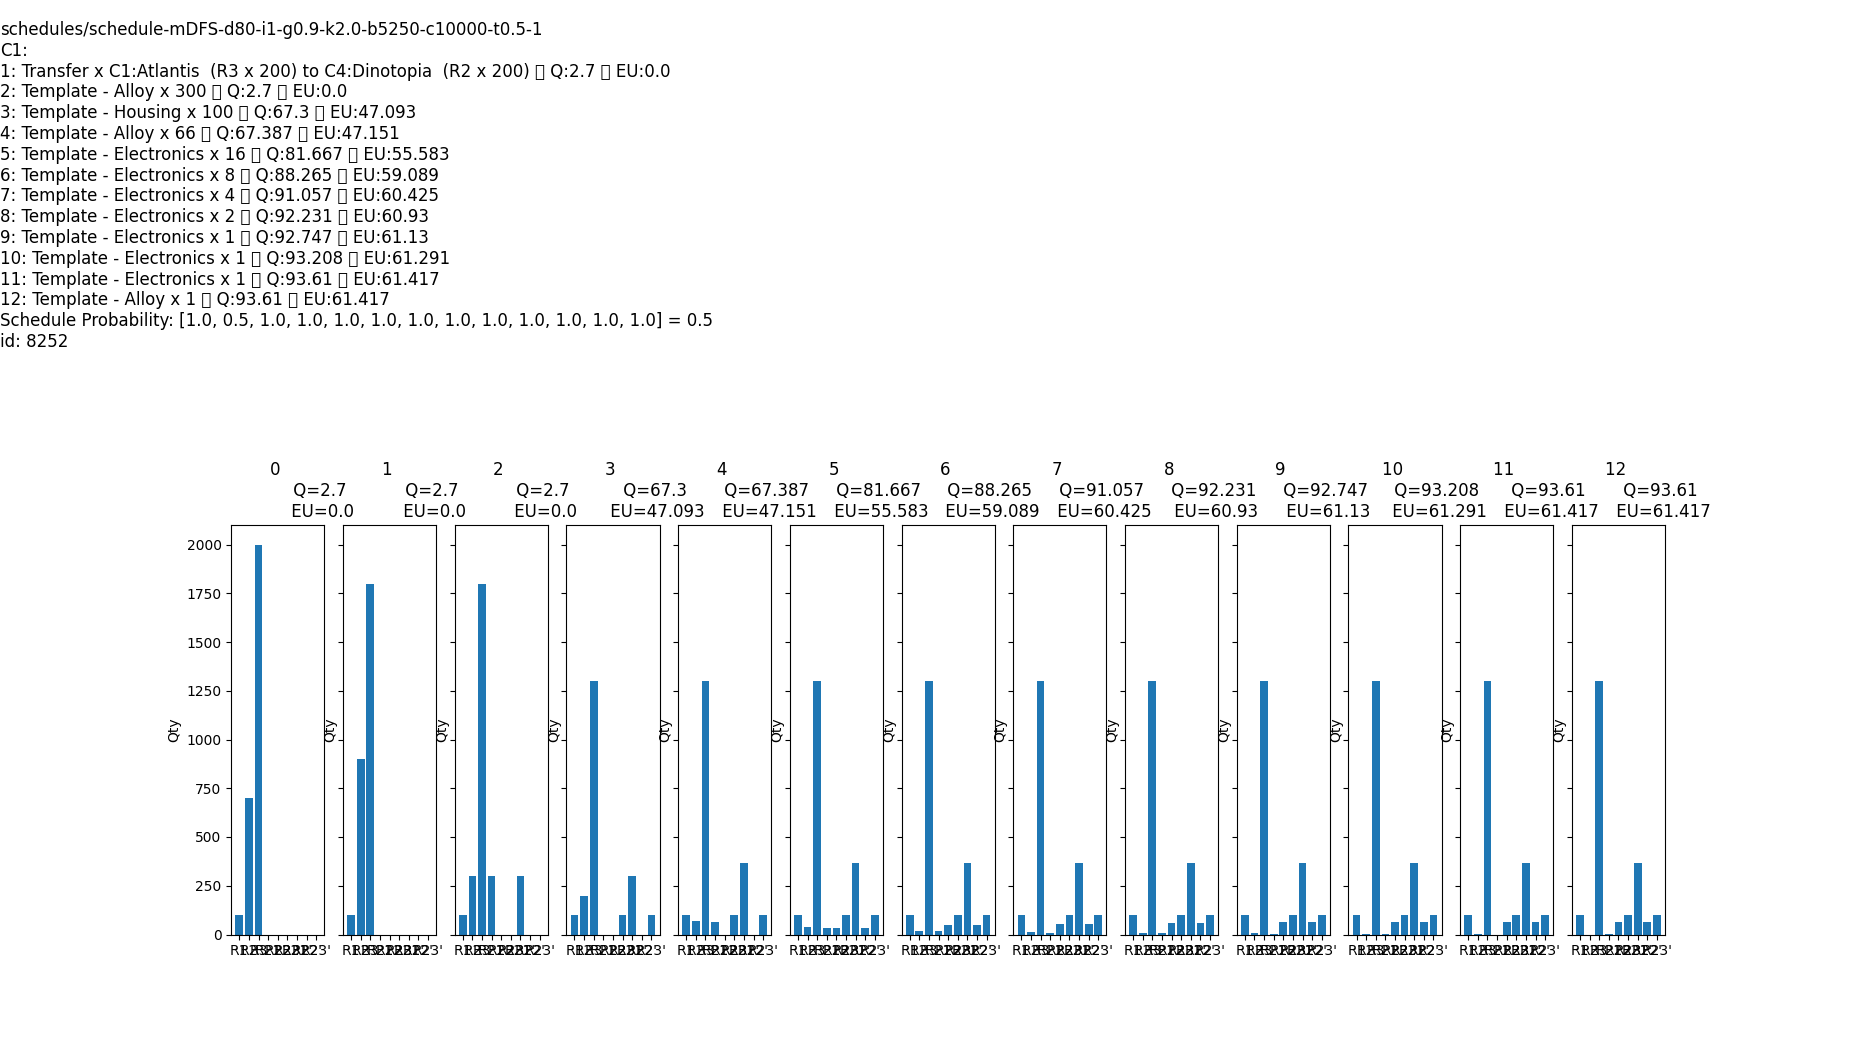 schedules/schedule-mDFS-d80-i1-g0.9-k2.0-b5250-c10000-t0.5-1
C1:
1: Transfer x C1:Atlantis  (R3 x 200) to C4:Dinotopia  (R2 x 200) ▯ Q:2.7 ▯ EU:0.0
2: Template - Alloy x 300 ▯ Q:2.7 ▯ EU:0.0
3: Template - Housing x 100 ▯ Q:67.3 ▯ EU:47.093
4: Template - Alloy x 66 ▯ Q:67.387 ▯ EU:47.151
5: Template - Electronics x 16 ▯ Q:81.667 ▯ EU:55.583
6: Template - Electronics x 8 ▯ Q:88.265 ▯ EU:59.089
7: Template - Electronics x 4 ▯ Q:91.057 ▯ EU:60.425
8: Template - Electronics x 2 ▯ Q:92.231 ▯ EU:60.93
9: Template - Electronics x 1 ▯ Q:92.747 ▯ EU:61.13
10: Template - Electronics x 1 ▯ Q:93.208 ▯ EU:61.291
11: Template - Electronics x 1 ▯ Q:93.61 ▯ EU:61.417
12: Template - Alloy x 1 ▯ Q:93.61 ▯ EU:61.417
Schedule Probability: [1.0, 0.5, 1.0, 1.0, 1.0, 1.0, 1.0, 1.0, 1.0, 1.0, 1.0, 1.0, 1.0] = 0.5
id: 8252
0 1 2 3 4 5 6 7 8 9 10 11 12
Q=2.7 Q=2.7 Q=2.7 Q=67.3 Q=67.387 Q=81.667 Q=88.265 Q=91.057 Q=92.231 Q=92.747 Q=93.208 Q=93.61 Q=93.61
EU=0.0 EU=0.0 EU=0.0 EU=47.093 EU=47.151 EU=55.583 EU=59.089 EU=60.425 EU=60.93 EU=61.13 EU=61.291 EU=61.417 EU=61.417
2000
1750
1500
1250
1000
Qty Qty Qty Qty Qty Qty Qty Qty Qty Qty Qty Qty Qty
750
500
250
0